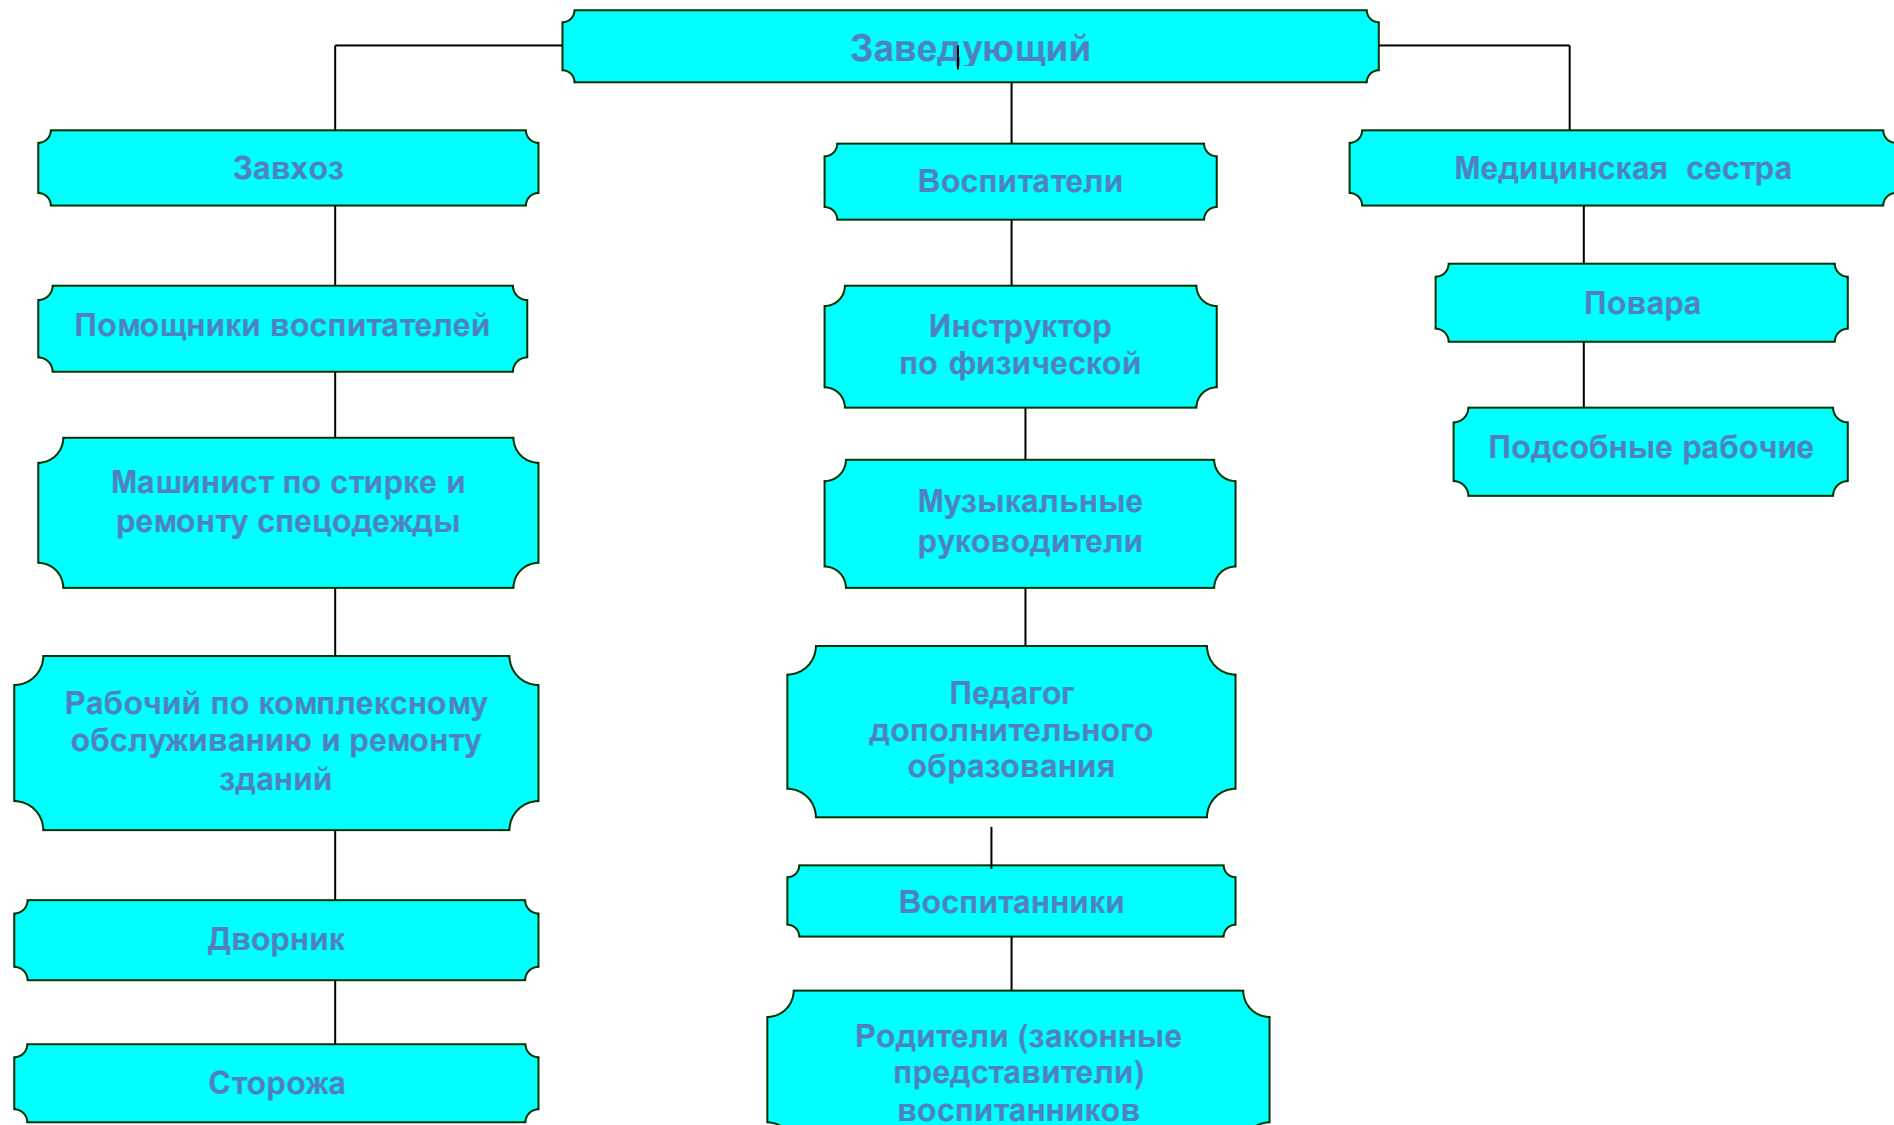 Заведующий
Завхоз
Воспитатели
Медицинская сестра
Помощники воспитателей
Инструктор
по физической
Повара
Машинист по стирке и
ремонту спецодежды
Музыкальные
руководители
Подсобные рабочие
Рабочий по комплексному
обслуживанию и ремонту
зданий
Педагог
дополнительного
образования
Дворник
Воспитанники
Сторожа
Родители (законные
представители)
воспитанников